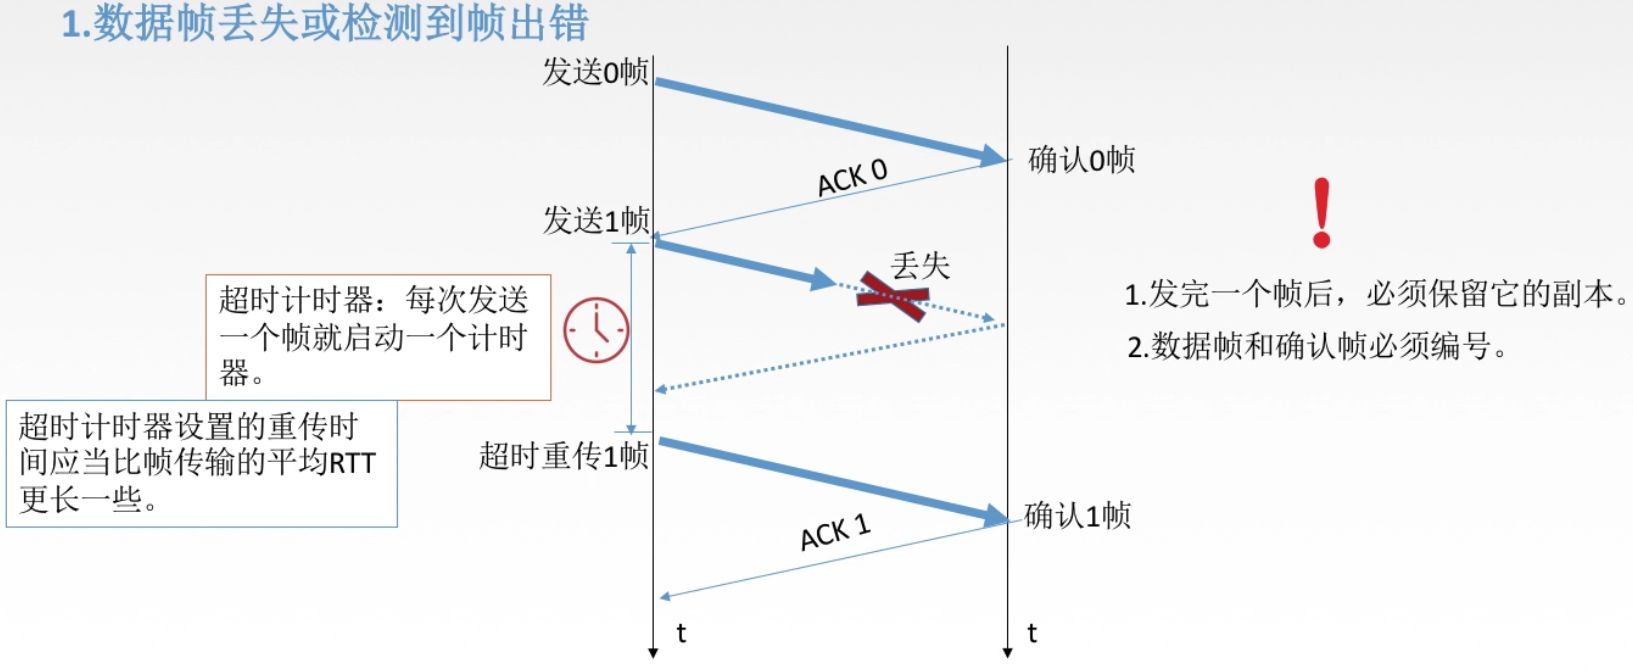 1.数据帧丢失或检测到帧出错
发送0帧
确认0帧
ACK 0
发送1帧
丢失
超时计时器：每次发送
一个帧就启动一个计时
器。
1.发完一个帧后，必须保留它的副本。
2.数据帧和确认帧必须编号。
超时计时器设置的重传时
间应当比帧传输的平均RTT
更长一些。
超时重传1帧
确认1帧
ACK 1
t
t